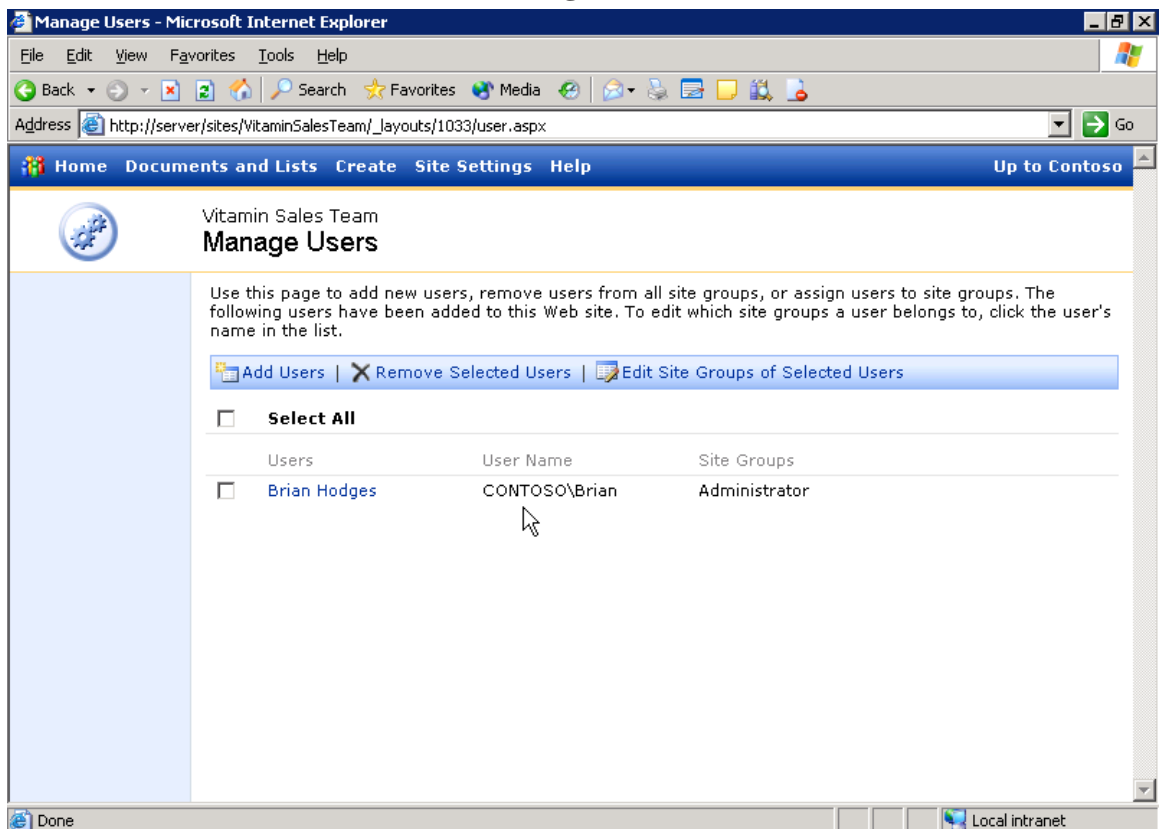 Manage Users - Microsoft Internet Explorer
File Edit View Favorites Tools Help
Back Search Favorites Media
Address http://server/sites/VitaminSalesTeam/_layouts/1033/user.aspx Go
Home Documents and Lists Create Site Settings Help Up to Contoso
Vitamin Sales Team
Manage Users
Use this page to add new users, remove users from all site groups, or assign users to site groups. The
following users have been added to this Web site. To edit which site groups a user belongs to, click the user's
name in the list.
Add Users | Remove Selected Users | Edit Site Groups of Selected Users
Select All
Users User Name Site Groups
Brian Hodges CONTOSO\Brian Administrator
Done Local intranet